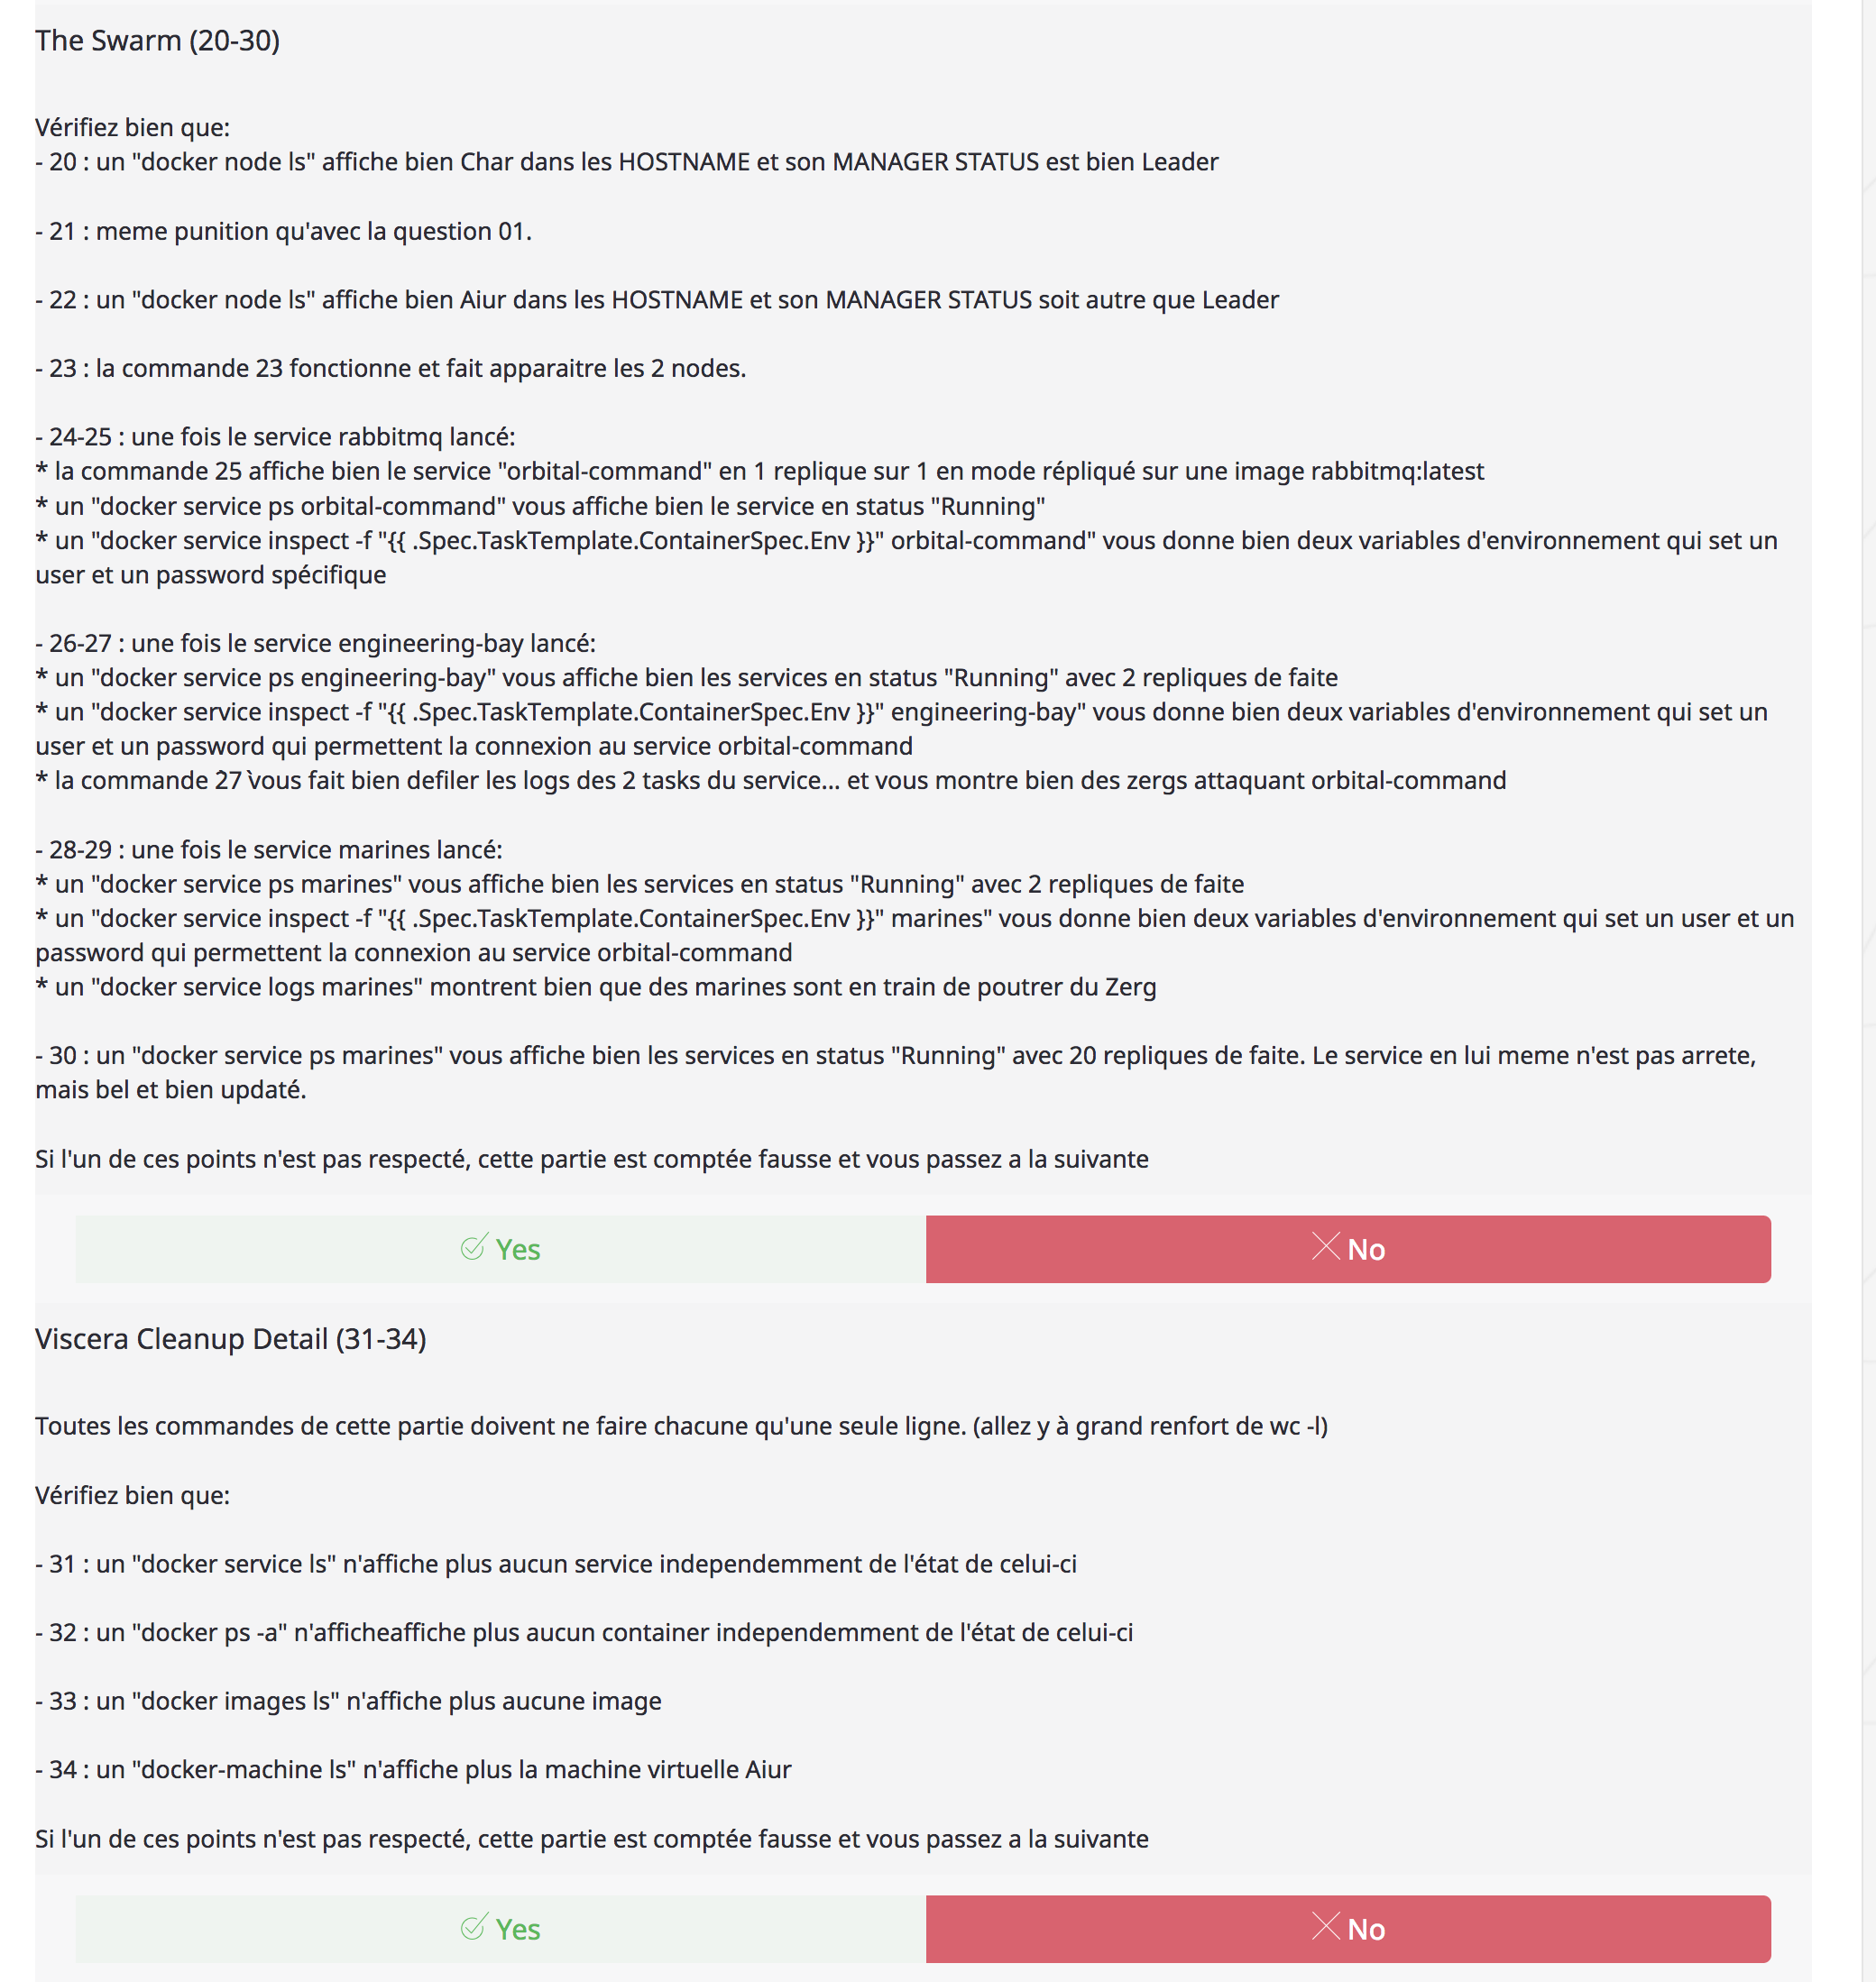 The Swarm (20-30)
Vérifiez bien que:
- 20 : un "docker node ls" affiche bien Char dans les HOSTNAME et son MANAGER STATUS est bien Leader
- 21 : meme punition qu'avec la question 01.
- 22 : un "docker node ls" affiche bien Aiur dans les HOSTNAME et son MANAGER STATUS soit autre que Leader
- 23 : la commande 23 fonctionne et fait apparaitre les 2 nodes.
- 24-25 : une fois le service rabbitmq lancé:
* la commande 25 affiche bien le service "orbital-command" en 1 replique sur 1 en mode répliqué sur une image rabbitmq:latest
* un "docker service ps orbital-command" vous affiche bien le service en status "Running"
* un "docker service inspect -f "{{ .Spec.TaskTemplate.ContainerSpec.Env }}" orbital-command" vous donne bien deux variables d'environnement qui set un
user et un password spécifique
- 26-27 : une fois le service engineering-bay lancé:
* un "docker service ps engineering-bay" vous affiche bien les services en status "Running" avec 2 repliques de faite
* un "docker service inspect -f "{{ .Spec.TaskTemplate.ContainerSpec.Env }}" engineering-bay" vous donne bien deux variables d'environnement qui set un
user et un password qui permettent la connexion au service orbital-command
* la commande `27 `vous fait bien defiler les logs des 2 tasks du service... et vous montre bien des zergs attaquant orbital-command
- 28-29 : une fois le service marines lancé:
* un "docker service ps marines" vous affiche bien les services en status "Running" avec 2 repliques de faite
* un "docker service inspect -f "{{ .Spec.TaskTemplate.ContainerSpec.Env }}" marines" vous donne bien deux variables d'environnement qui set un user et un
password qui permettent la connexion au service orbital-command
* un "docker service logs marines" montrent bien que des marines sont en train de poutrer du Zerg
- 30 : un "docker service ps marines" vous affiche bien les services en status "Running" avec 20 repliques de faite. Le service en lui meme n'est pas arrete,
mais bel et bien updaté.
Si l'un de ces points n'est pas respecté, cette partie est comptée fausse et vous passez a la suivante
Yes
No
Viscera Cleanup Detail (31-34)
Toutes les commandes de cette partie doivent ne faire chacune qu'une seule ligne. (allez y à grand renfort de wc -l)
Vérifiez bien que:
- 31 : un "docker service ls" n'affiche plus aucun service independemment de l'état de celui-ci
- 32 : un "docker ps -a" n'afficheaffiche plus aucun container independemment de l'état de celui-ci
- 33 : un "docker images ls" n'affiche plus aucune image
- 34 : un "docker-machine ls" n'affiche plus la machine virtuelle Aiur
Si l'un de ces points n'est pas respecté, cette partie est comptée fausse et vous passez a la suivante
Yes
No